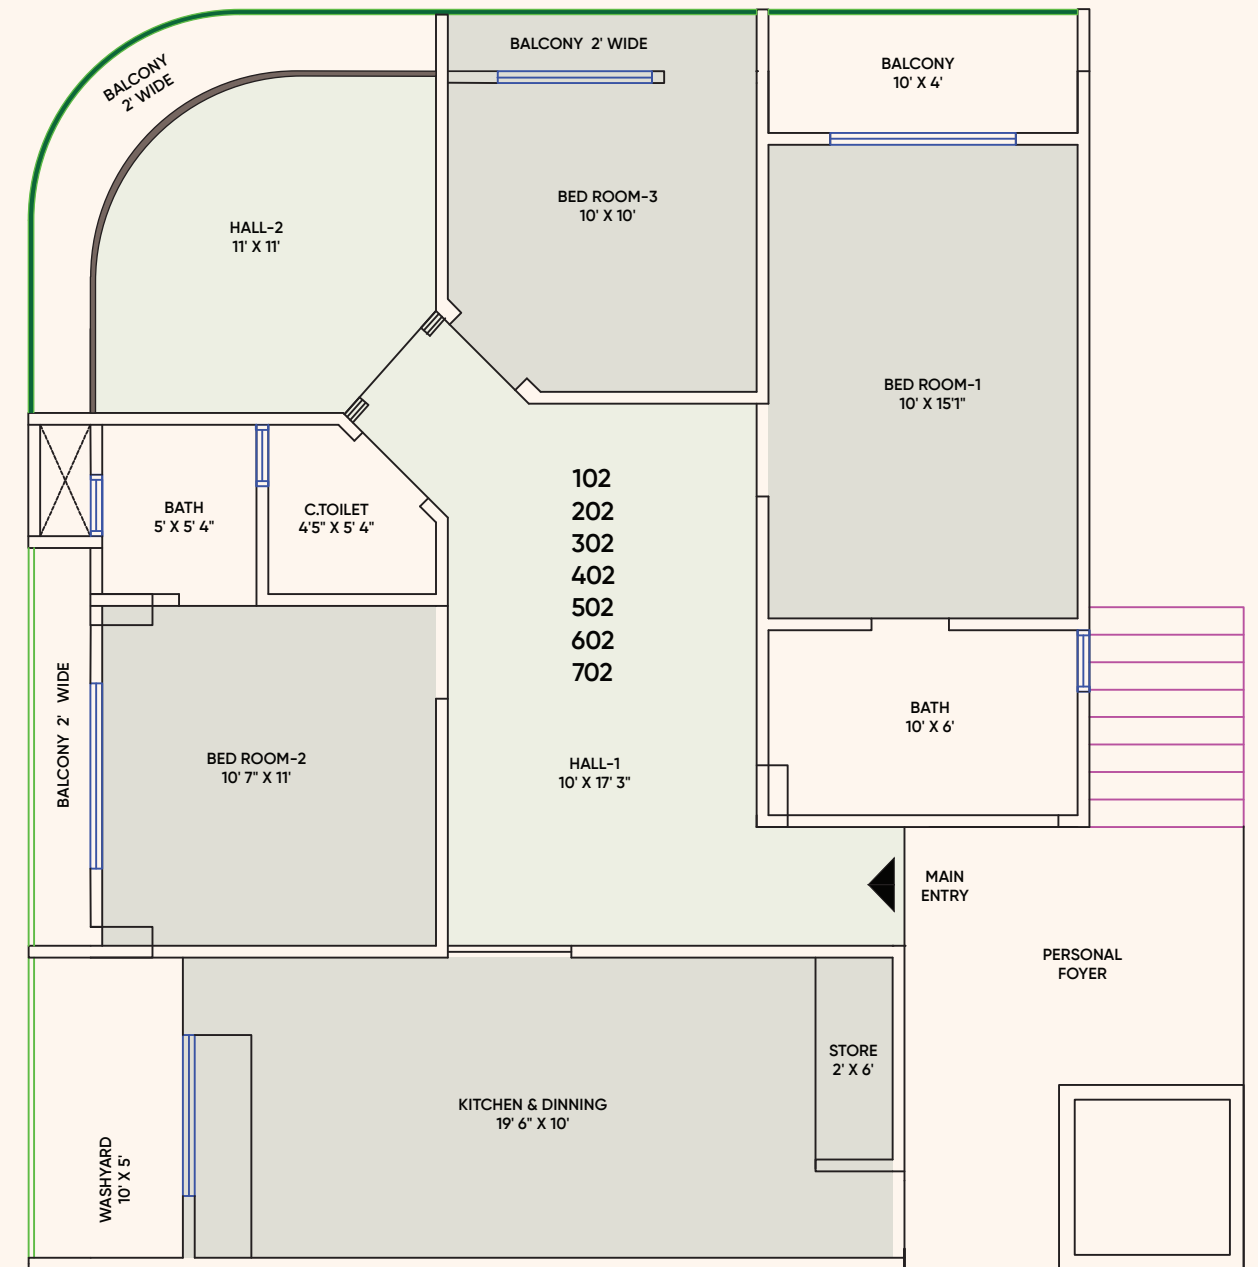 BALCONY
2' WIDE
BALCONY 2' WIDE
BALCONY
10' X 4'
HALL-2
11' X 11'
BED ROOM-3
10' X 10'
BED ROOM-1
10' X 15'1"
BATH
5' X 5' 4"
C.TOILET
4'5" X 5' 4"
102
202
302
402
502
602
702
BALCONY 2' WIDE
BED ROOM-2
10' 7" X 11'
HALL-1
10' X 17' 3"
BATH
10' X 6'
MAIN
ENTRY
PERSONAL
FOYER
STORE
2' X 6'
KITCHEN & DINNING
19' 6" X 10'
WASHYARD
10' X 5'